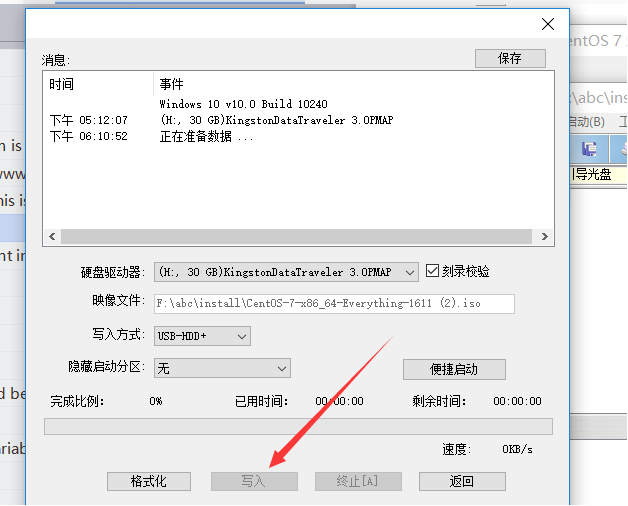 消息:
保存
时间 事件
Windows 10 v10.0 Build 10240
下午 05:12:07 (H:, 30 GB)KingstonDataTraveler 3.0PMAP
下午 06:10:52 正在准备数据 ...
硬盘驱动器: (H:, 30 GB)KingstonDataTraveler 3.0PMAP 刻录校验
映像文件: F:\abc\install\CentOS-7-x86_64-Everything-1611 (2).iso
写入方式: USB-HDD+
隐藏启动分区: 无 便捷启动
完成比例: 0% 已用时间: 00:00:00 剩余时间: 00:00:00
速度: 0KB/s
格式化 写入 终止[A] 返回
entOS 7
:\abc\ins
启动(B) 工
导光盘
m is
www
his is
nt in
d be
variab